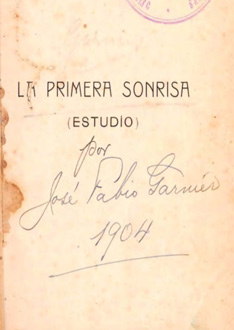 LA PRIMERA SONRISA
(ESTUDIO)
por
José Fabio Garnier
1904